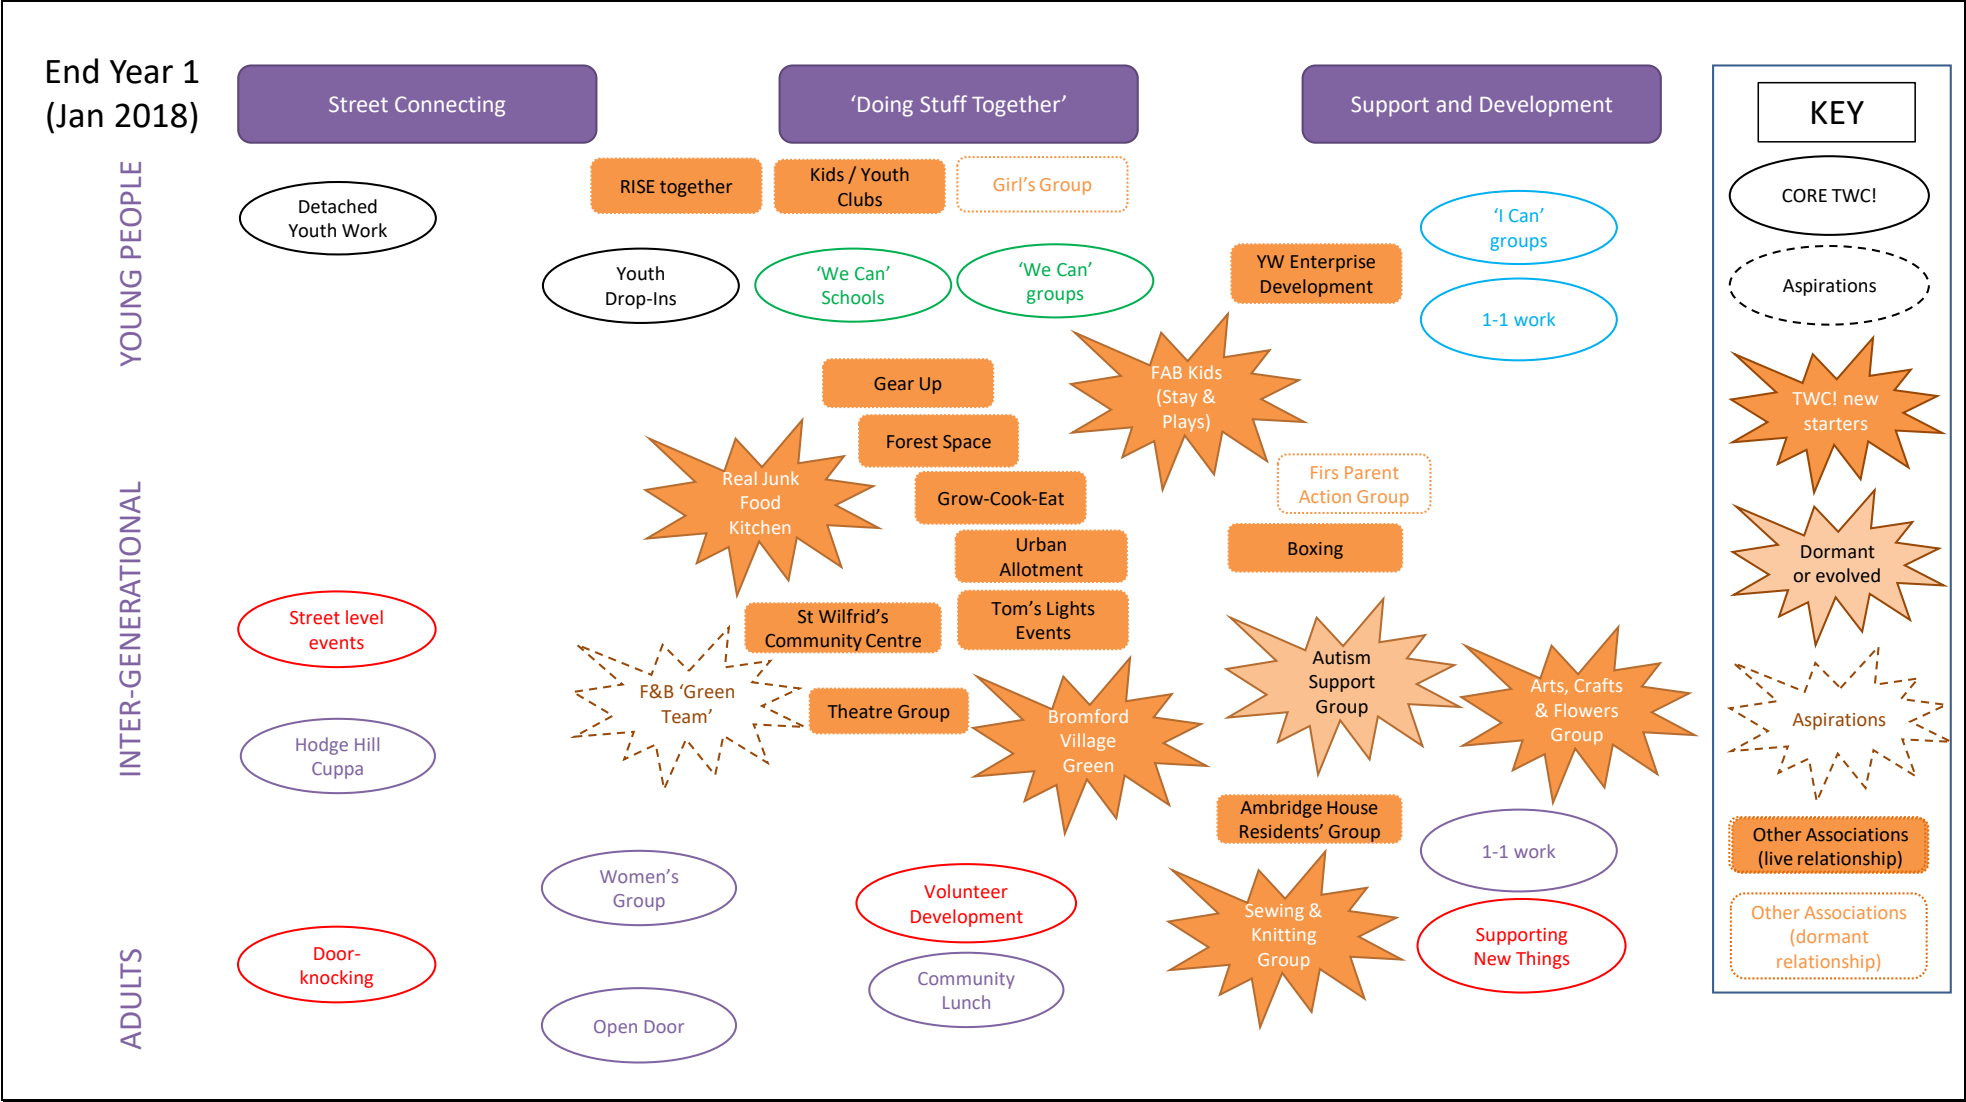 End Year 1
(Jan 2018)
Street Connecting
‘Doing Stuff Together’
Support and Development
KEY
YOUNG PEOPLE
INTER-GENERATIONAL
ADULTS
Detached
Youth Work
RISE together
Kids / Youth
Clubs
Girl’s Group
Youth
Drop-Ins
‘We Can’
Schools
‘We Can’
groups
YW Enterprise
Development
‘I Can’
groups
1-1 work
Gear Up
FAB Kids
(Stay &
Plays)
Forest Space
Real Junk
Food
Kitchen
Grow-Cook-Eat
Firs Parent
Action Group
Urban
Allotment
Boxing
Street level
events
St Wilfrid’s
Community Centre
Tom’s Lights
Events
F&B ‘Green
Team’
Theatre Group
Bromford
Village
Green
Autism
Support
Group
Arts, Crafts
& Flowers
Group
Hodge Hill
Cuppa
Ambridge House
Residents’ Group
1-1 work
Women’s
Group
Volunteer
Development
Sewing &
Knitting
Group
Supporting
New Things
Door-
knocking
Community
Lunch
Open Door
CORE TWC!
Aspirations
TWC! new
starters
Dormant
or evolved
Aspirations
Other Associations
(live relationship)
Other Associations
(dormant
relationship)